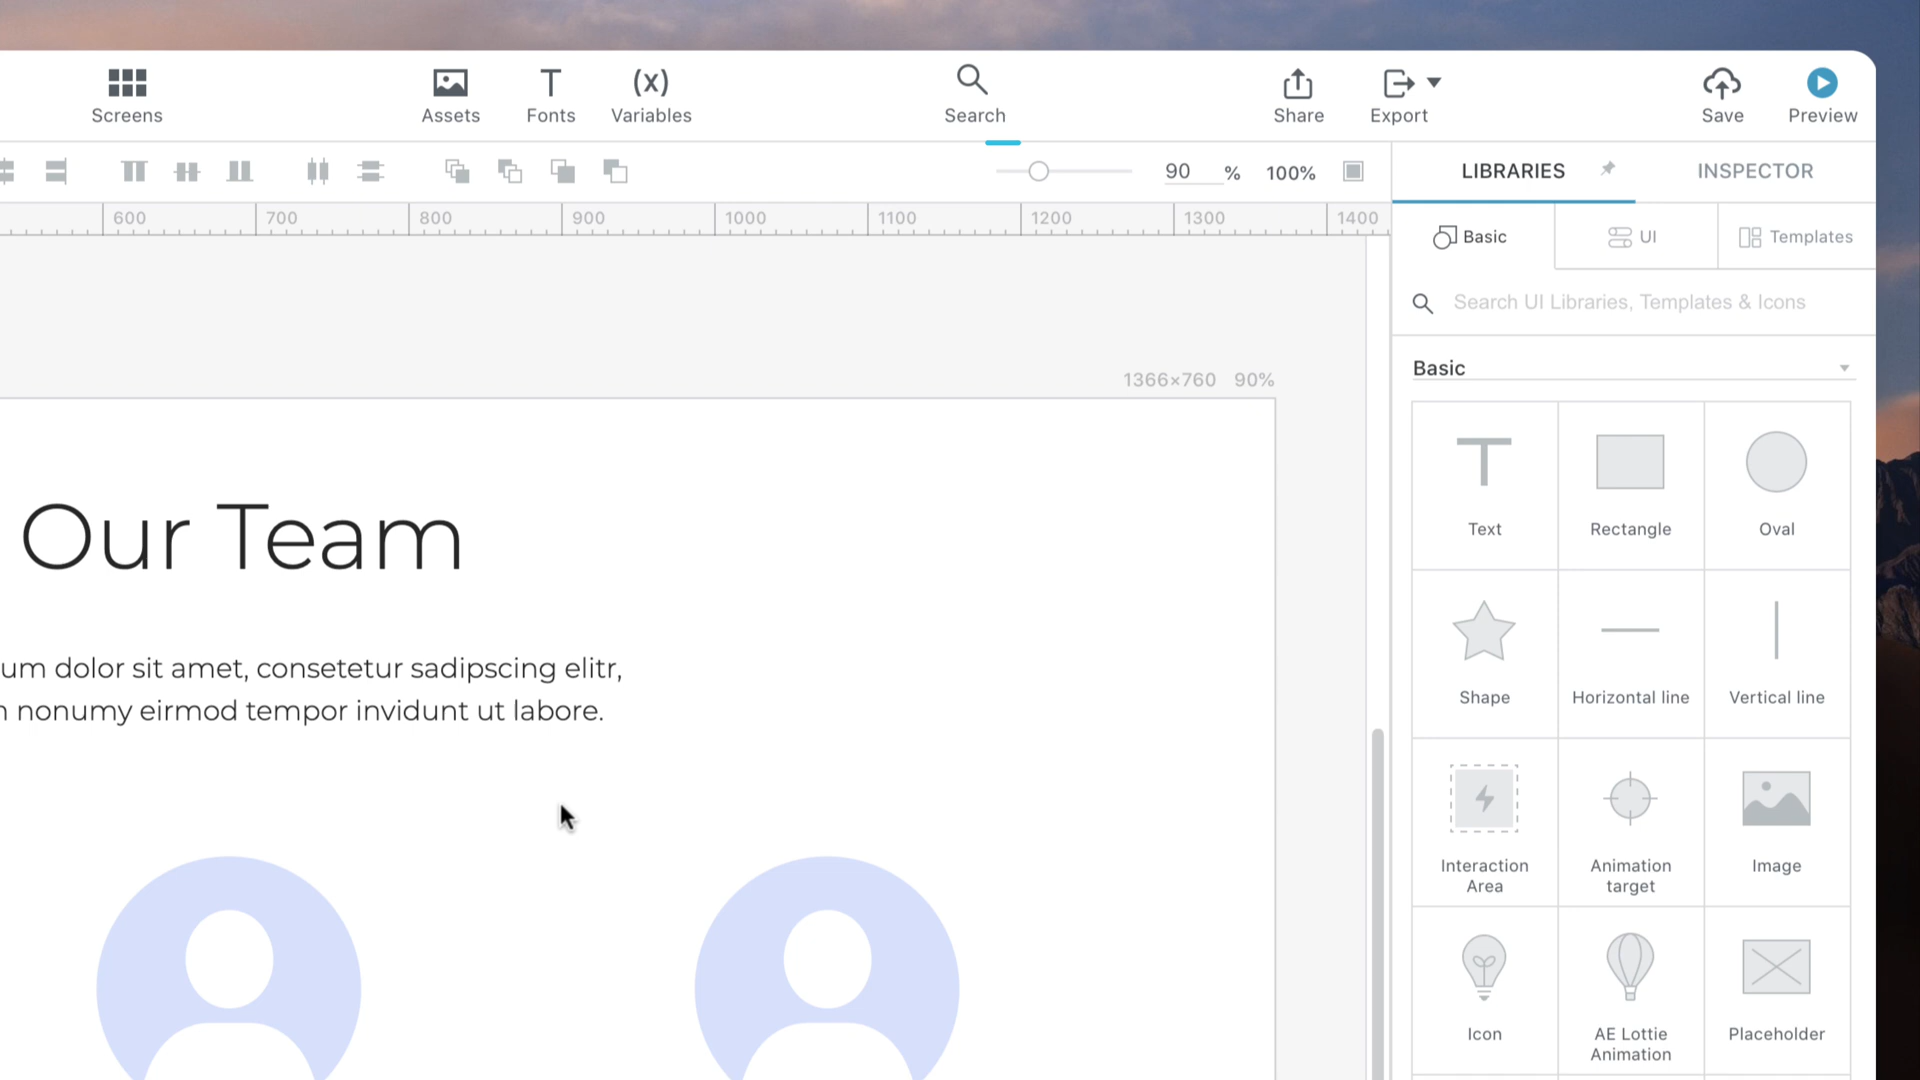 Screens
Assets
Fonts
(x)
Variables
Search
Share
Export
Save
Preview
90 % 100%
LIBRARIES
INSPECTOR
600 700 800 900 1000 1100 1200 1300 1400
Basic
UI
Templates
Search UI Libraries, Templates & Icons
Basic
1366×760 90%
Our Team
um dolor sit amet, consetetur sadipscing elitr,
nonumy eirmod tempor invidunt ut labore.
Text
Rectangle
Oval
Shape
Horizontal line
Vertical line
Interaction
Area
Animation
target
Image
Icon
AE Lottie
Animation
Placeholder